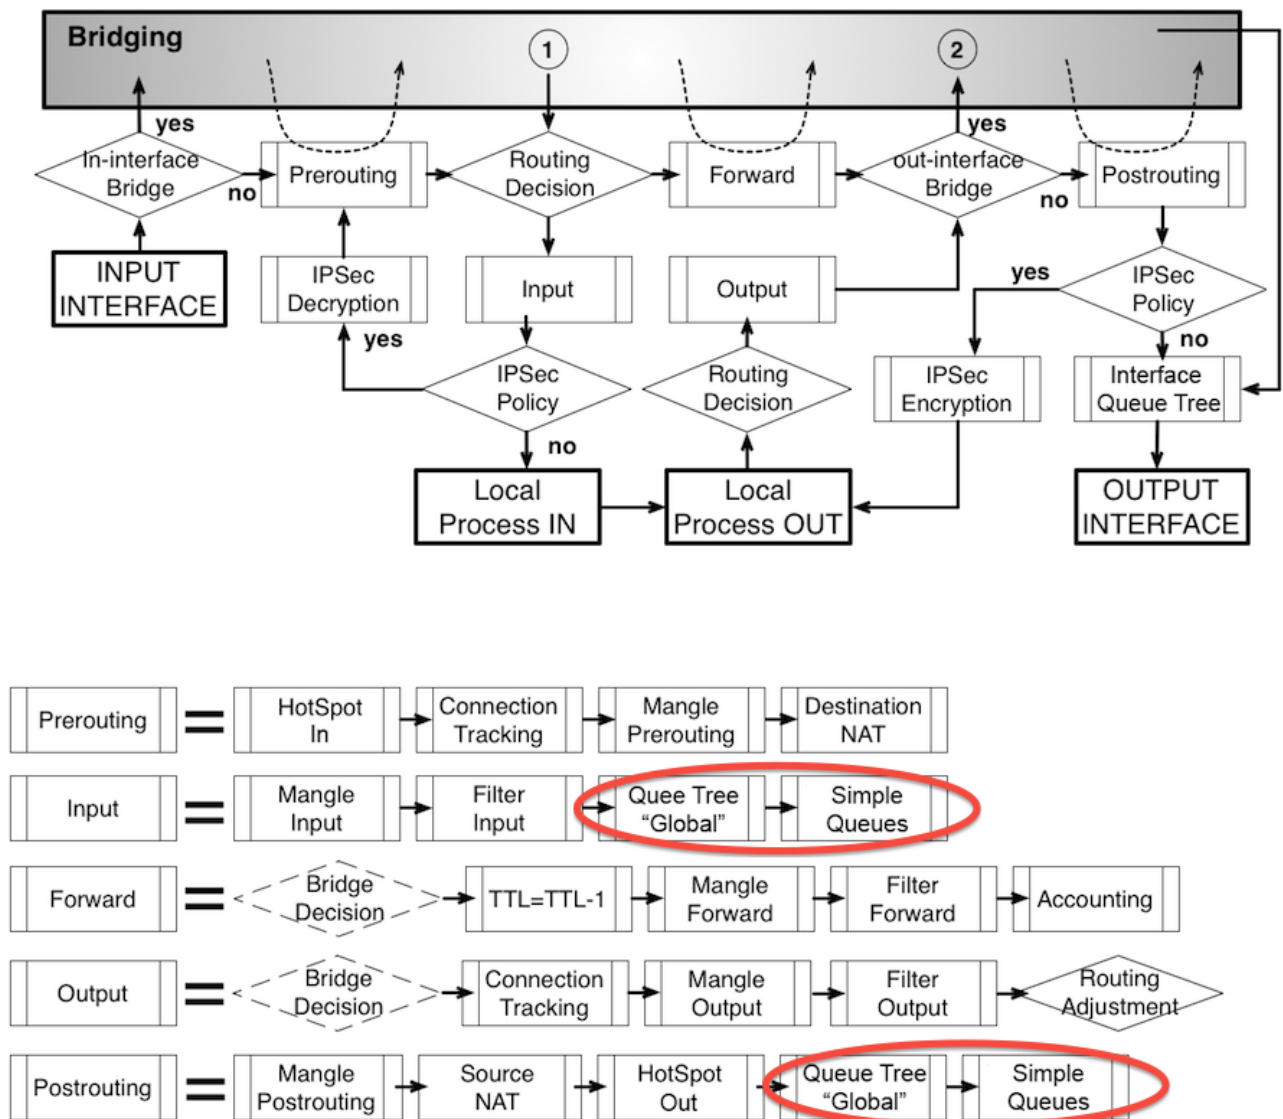 Bridging
1
2
yes
yes
In-interface
Bridge
no
Prerouting
Routing
Decision
Forward
out-interface
Bridge
no
Postrouting
INPUT
INTERFACE
IPSec
Decryption
Input
Output
yes
IPSec
Policy
yes
no
IPSec
Policy
Routing
Decision
IPSec
Encryption
Interface
Queue Tree
no
Local
Process IN
Local
Process OUT
OUTPUT
INTERFACE
Prerouting
=
HotSpot
In
Connection
Tracking
Mangle
Prerouting
Destination
NAT
Input
=
Mangle
Input
Filter
Input
Quee Tree
“Global”
Simple
Queues
Forward
=
Bridge
Decision
TTL=TTL-1
Mangle
Forward
Filter
Forward
Accounting
Output
=
Bridge
Decision
Connection
Tracking
Mangle
Output
Filter
Output
Routing
Adjustment
Postrouting
=
Mangle
Postrouting
Source
NAT
HotSpot
Out
Queue Tree
“Global”
Simple
Queues